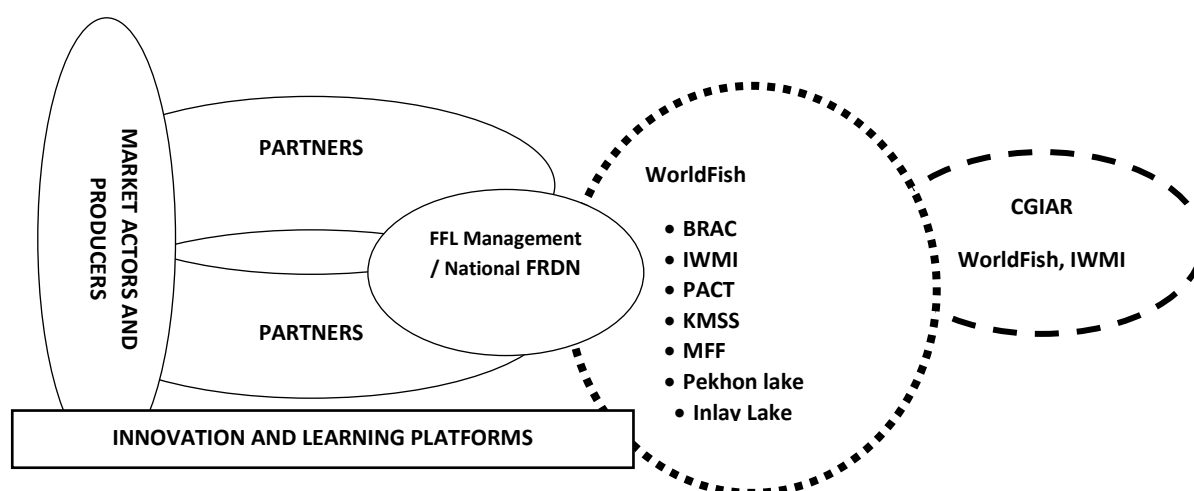 MARKET ACTORS AND
PRODUCERS
PARTNERS
FFL Management
/ National FRDN
PARTNERS
INNOVATION AND LEARNING PLATFORMS
WorldFish
• BRAC
• IWMI
• PACT
• KMSS
• MFF
• Pekhon lake
• Inlay Lake
CGIAR
WorldFish, IWMI